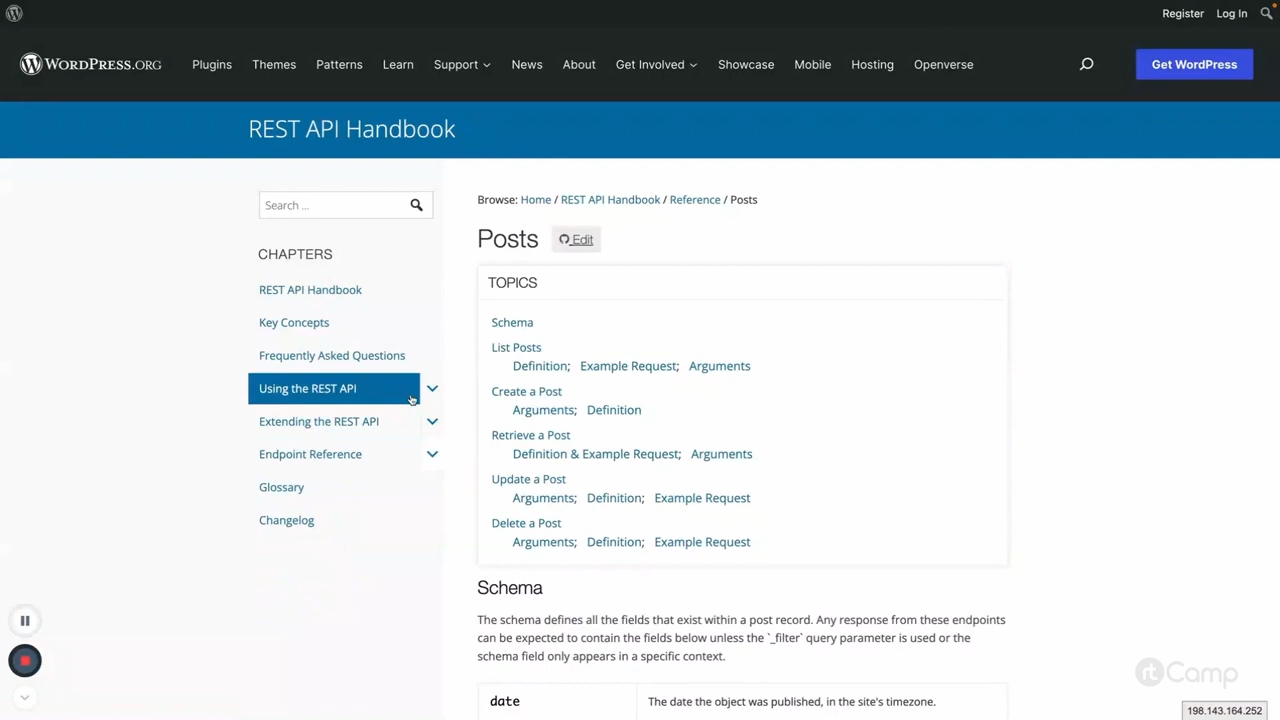 Register Log In
WORDPRESS.ORG Plugins Themes Patterns Learn Support News About Get Involved Showcase Mobile Hosting Openverse Get WordPress
REST API Handbook
Search ...
CHAPTERS
REST API Handbook
Key Concepts
Frequently Asked Questions
Using the REST API
Extending the REST API
Endpoint Reference
Glossary
Changelog
Browse: Home / REST API Handbook / Reference / Posts
Posts Edit
TOPICS
Schema
List Posts
Definition; Example Request; Arguments
Create a Post
Arguments; Definition
Retrieve a Post
Definition & Example Request; Arguments
Update a Post
Arguments; Definition; Example Request
Delete a Post
Arguments; Definition; Example Request
Schema
The schema defines all the fields that exist within a post record. Any response from these endpoints
can be expected to contain the fields below unless the `_filter` query parameter is used or the
schema field only appears in a specific context.
date The date the object was published, in the site's timezone.
rtCamp
198.143.164.252